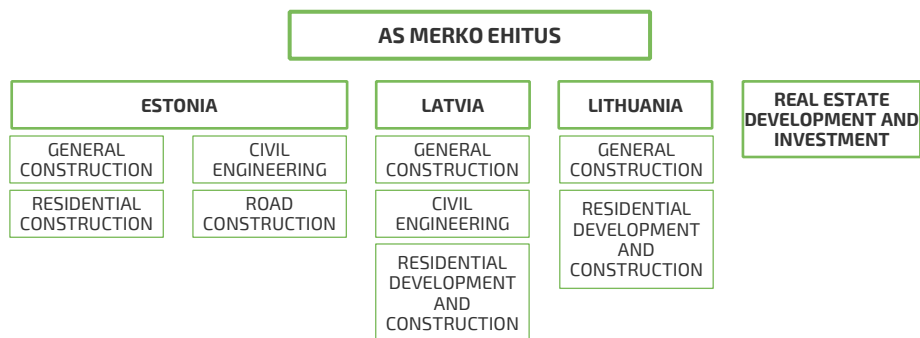 AS MERKO EHITUS
ESTONIA
GENERAL
CONSTRUCTION
CIVIL
ENGINEERING
RESIDENTIAL
CONSTRUCTION
ROAD
CONSTRUCTION
LATVIA
GENERAL
CONSTRUCTION
CIVIL
ENGINEERING
RESIDENTIAL
DEVELOPMENT
AND
CONSTRUCTION
LITHUANIA
GENERAL
CONSTRUCTION
RESIDENTIAL
DEVELOPMENT
AND
CONSTRUCTION
REAL ESTATE
DEVELOPMENT AND
INVESTMENT